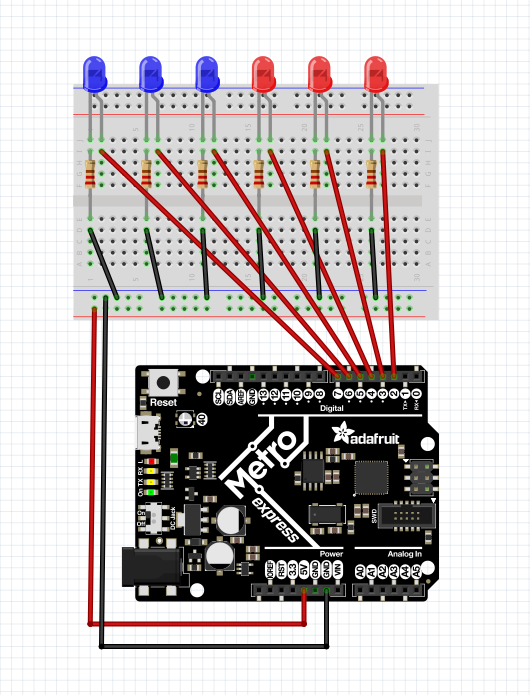 Reset
SCL
SDA
AREF
GND
13
12
11
10
9
8
7
6
5
4
3
2
1
0
TX
RX
Digital
adafruit
Metro
express
On TX RX L
DC Jack
SWD
Power
Analog In
RST
3.3
5V
GND
GND
VIN
A0
A1
A2
A3
A4
A5